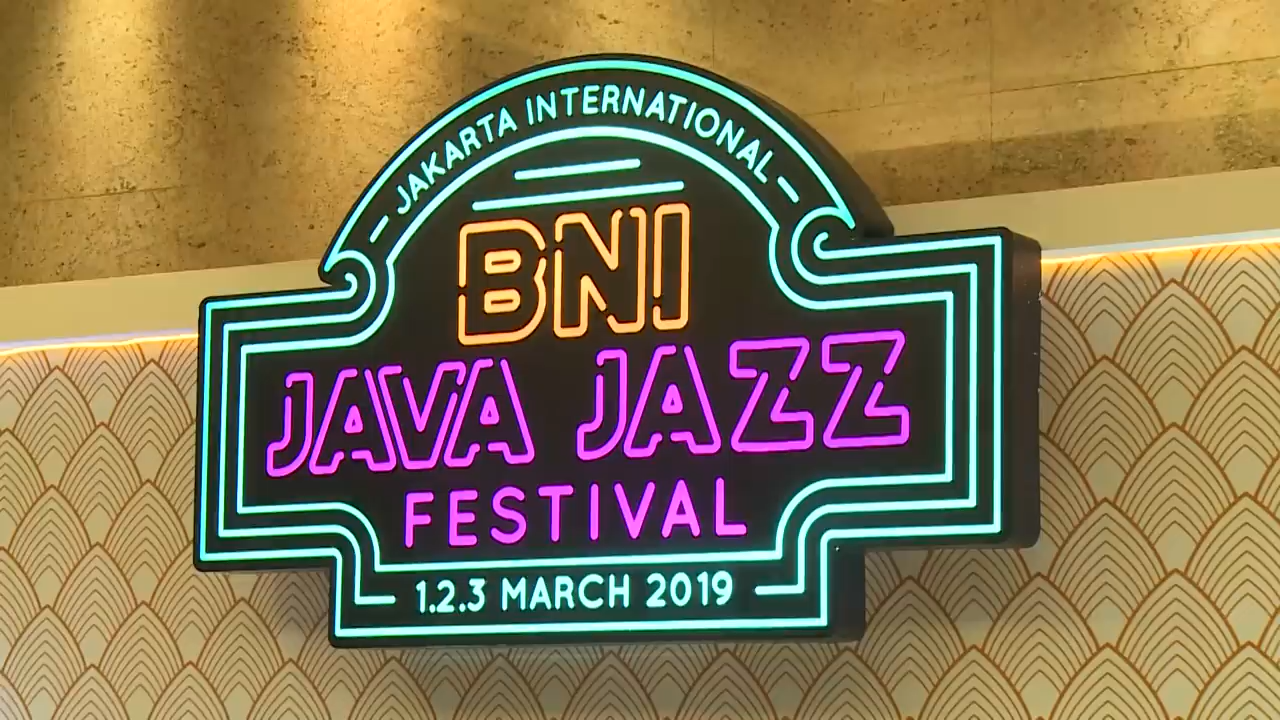 JAKARTA INTERNATIONAL
BNI
JAVA JAZZ
FESTIVAL
1.2.3 MARCH 2019